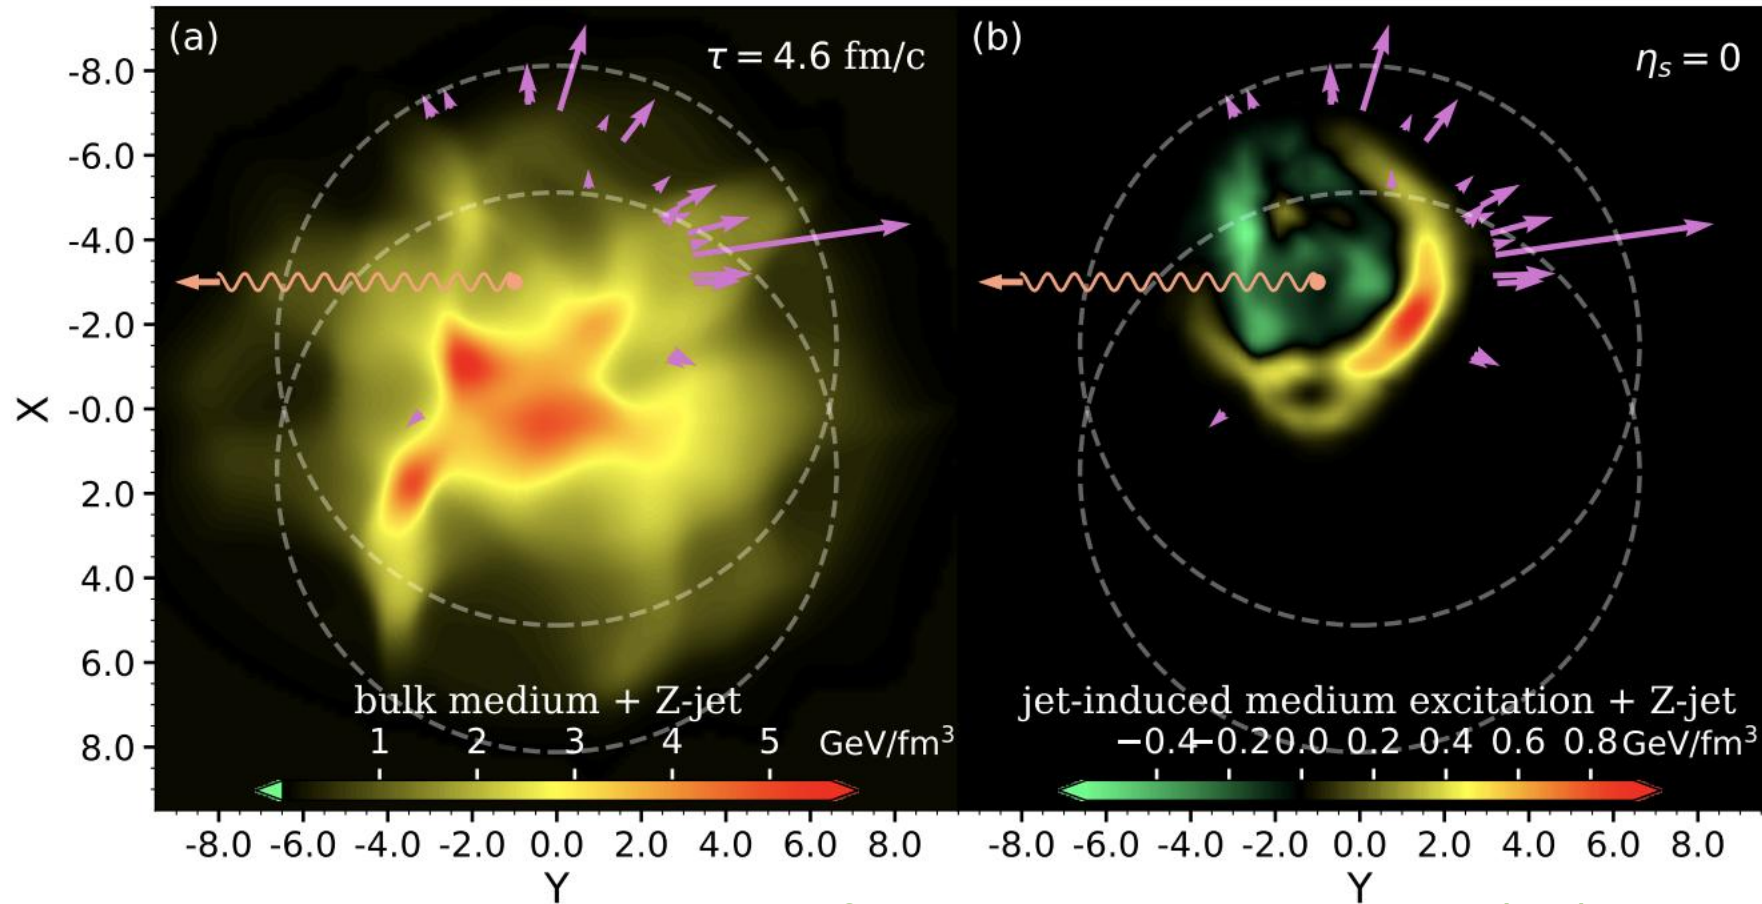 (a)
τ = 4.6 fm/c
(b)
ηs = 0
X
-8.0
-6.0
-4.0
-2.0
-0.0
2.0
4.0
6.0
8.0
bulk medium + Z-jet
1 2 3 4 5 GeV/fm³
jet-induced medium excitation + Z-jet
−0.4 −0.2 0.0 0.2 0.4 0.6 0.8 GeV/fm³
-8.0 -6.0 -4.0 -2.0 0.0 2.0 4.0 6.0 8.0
-8.0 -6.0 -4.0 -2.0 0.0 2.0 4.0 6.0 8.0
Y
Y